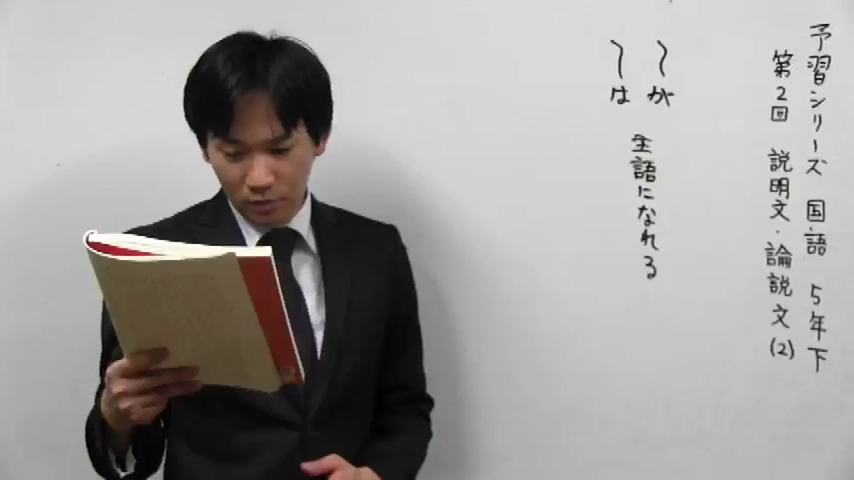 予習シリーズ 国語 5年下
第2回 説明文・論説文(2)
〜が
〜は
主語になれる